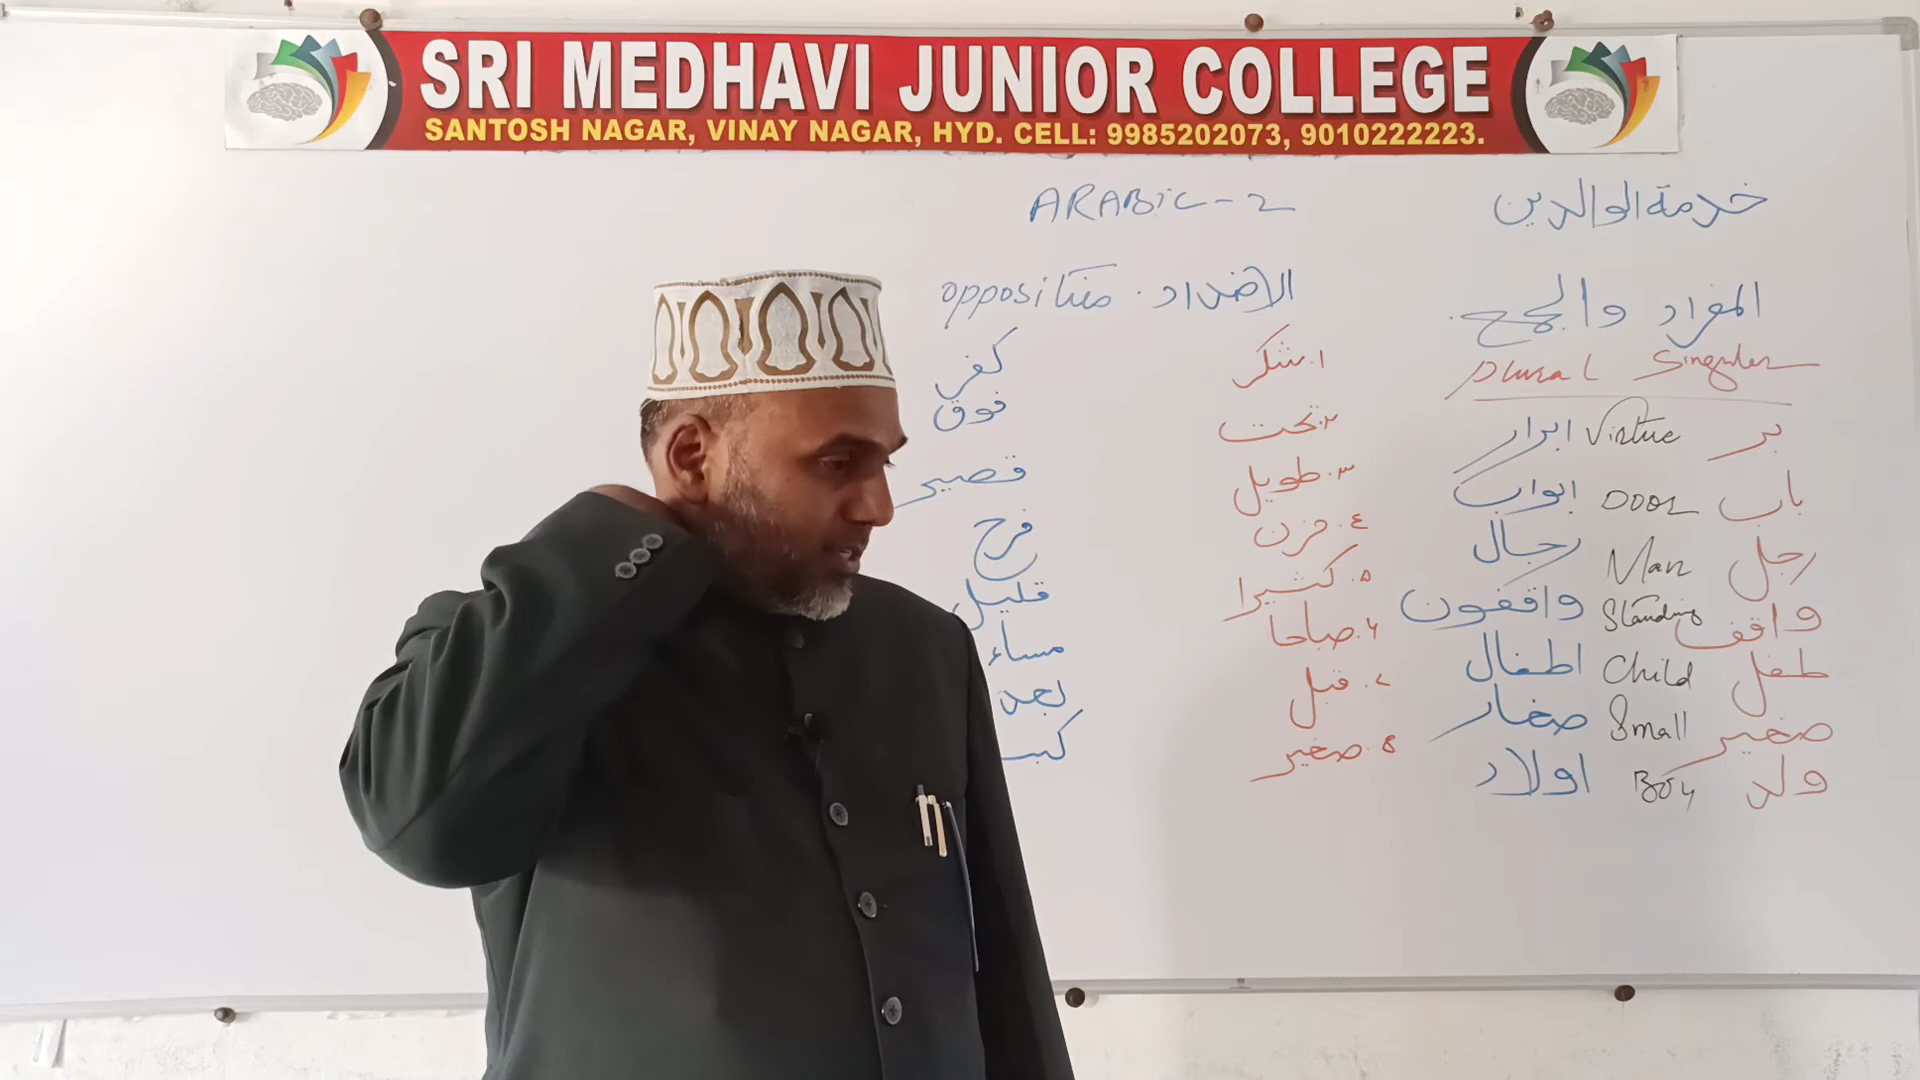 SRI MEDHAVI JUNIOR COLLEGE
SANTOSH NAGAR, VINAY NAGAR, HYD. CELL: 9985202073, 9010222223.
ARABIC - 2
خدمة الوالدين
الاضداد. opposites
المفراد والجمع.
plural Singular
١. شكر كفر
٢. تحت فوق
٣. طويل قصير
٤. حزن فرح
٥. كثيرا قليل
٦. صباحا مساء
٧. قبل بعد
٨. صغير
بر Virtue ابرار
باب Door ابواب
رجل Man رجال
واقف Standing واقفون
طفل Child اطفال
صغير Small صغار
ولد Boy اولاد